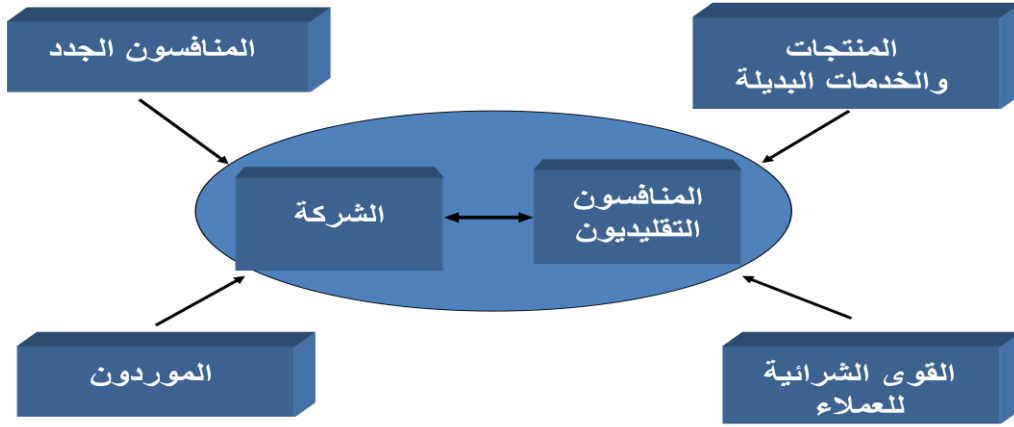 المنافسون الجدد
المنتجات
والخدمات البديلة
المنافسون
التقليديون
الشركة
القوى الشرائية
للعملاء
الموردون